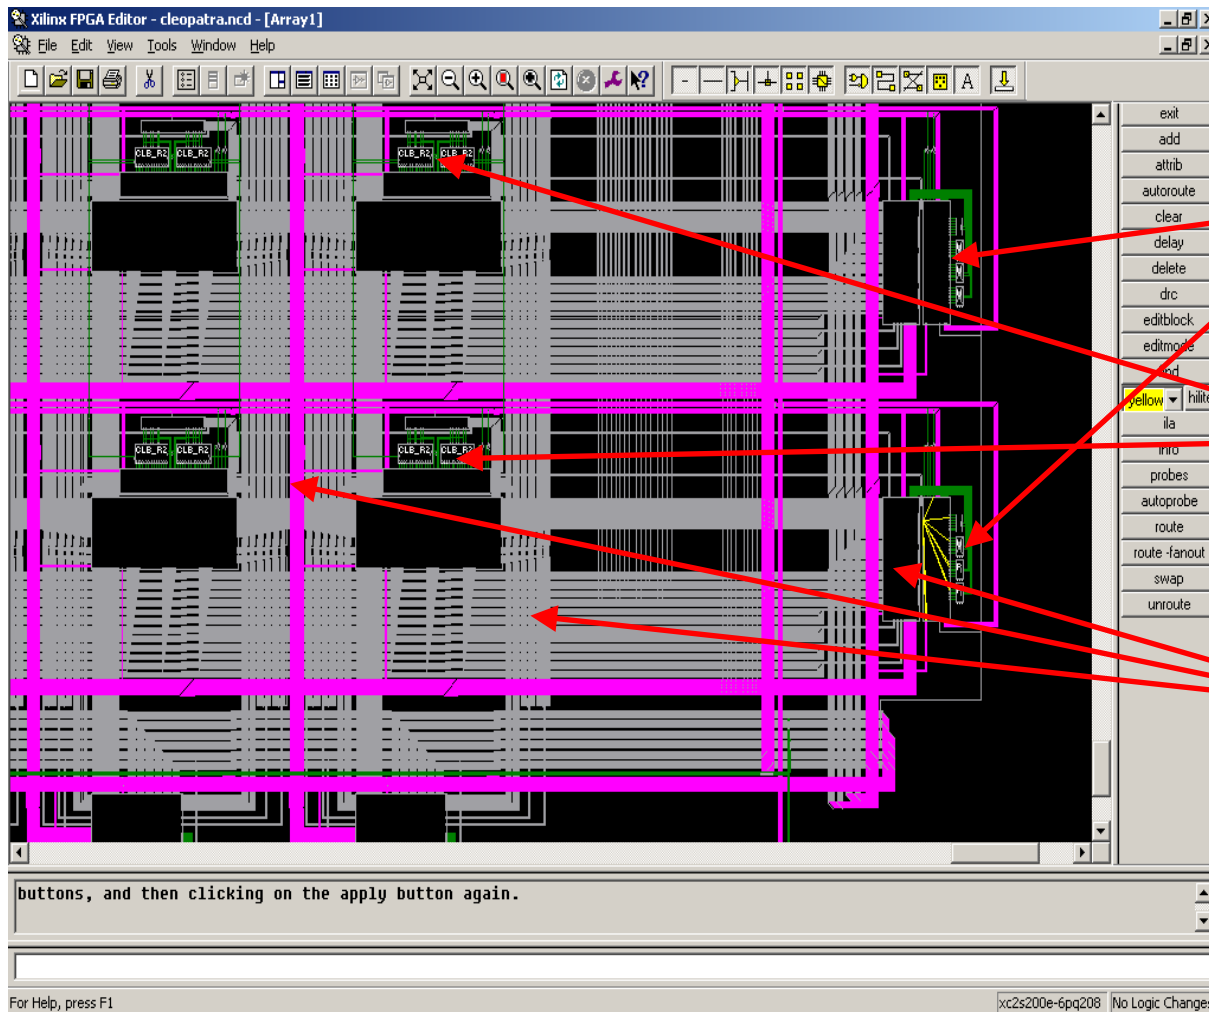 Xilinx FPGA Editor - cleopatra.ncd - [Array1]
File Edit View Tools Window Help
A
exit
add
attrib
autoroute
clear
delay
delete
drc
editblock
editmode
nd
yellow hilite
ila
info
probes
autoprobe
route
route -fanout
swap
unroute
CLB_R2 CLB_R2 CLB_R2 CLB_R2
CLB_R2 CLB_R2 CLB_R2 CLB_R2
buttons, and then clicking on the apply button again.
For Help, press F1
xc2s200e-6pq208 No Logic Changes